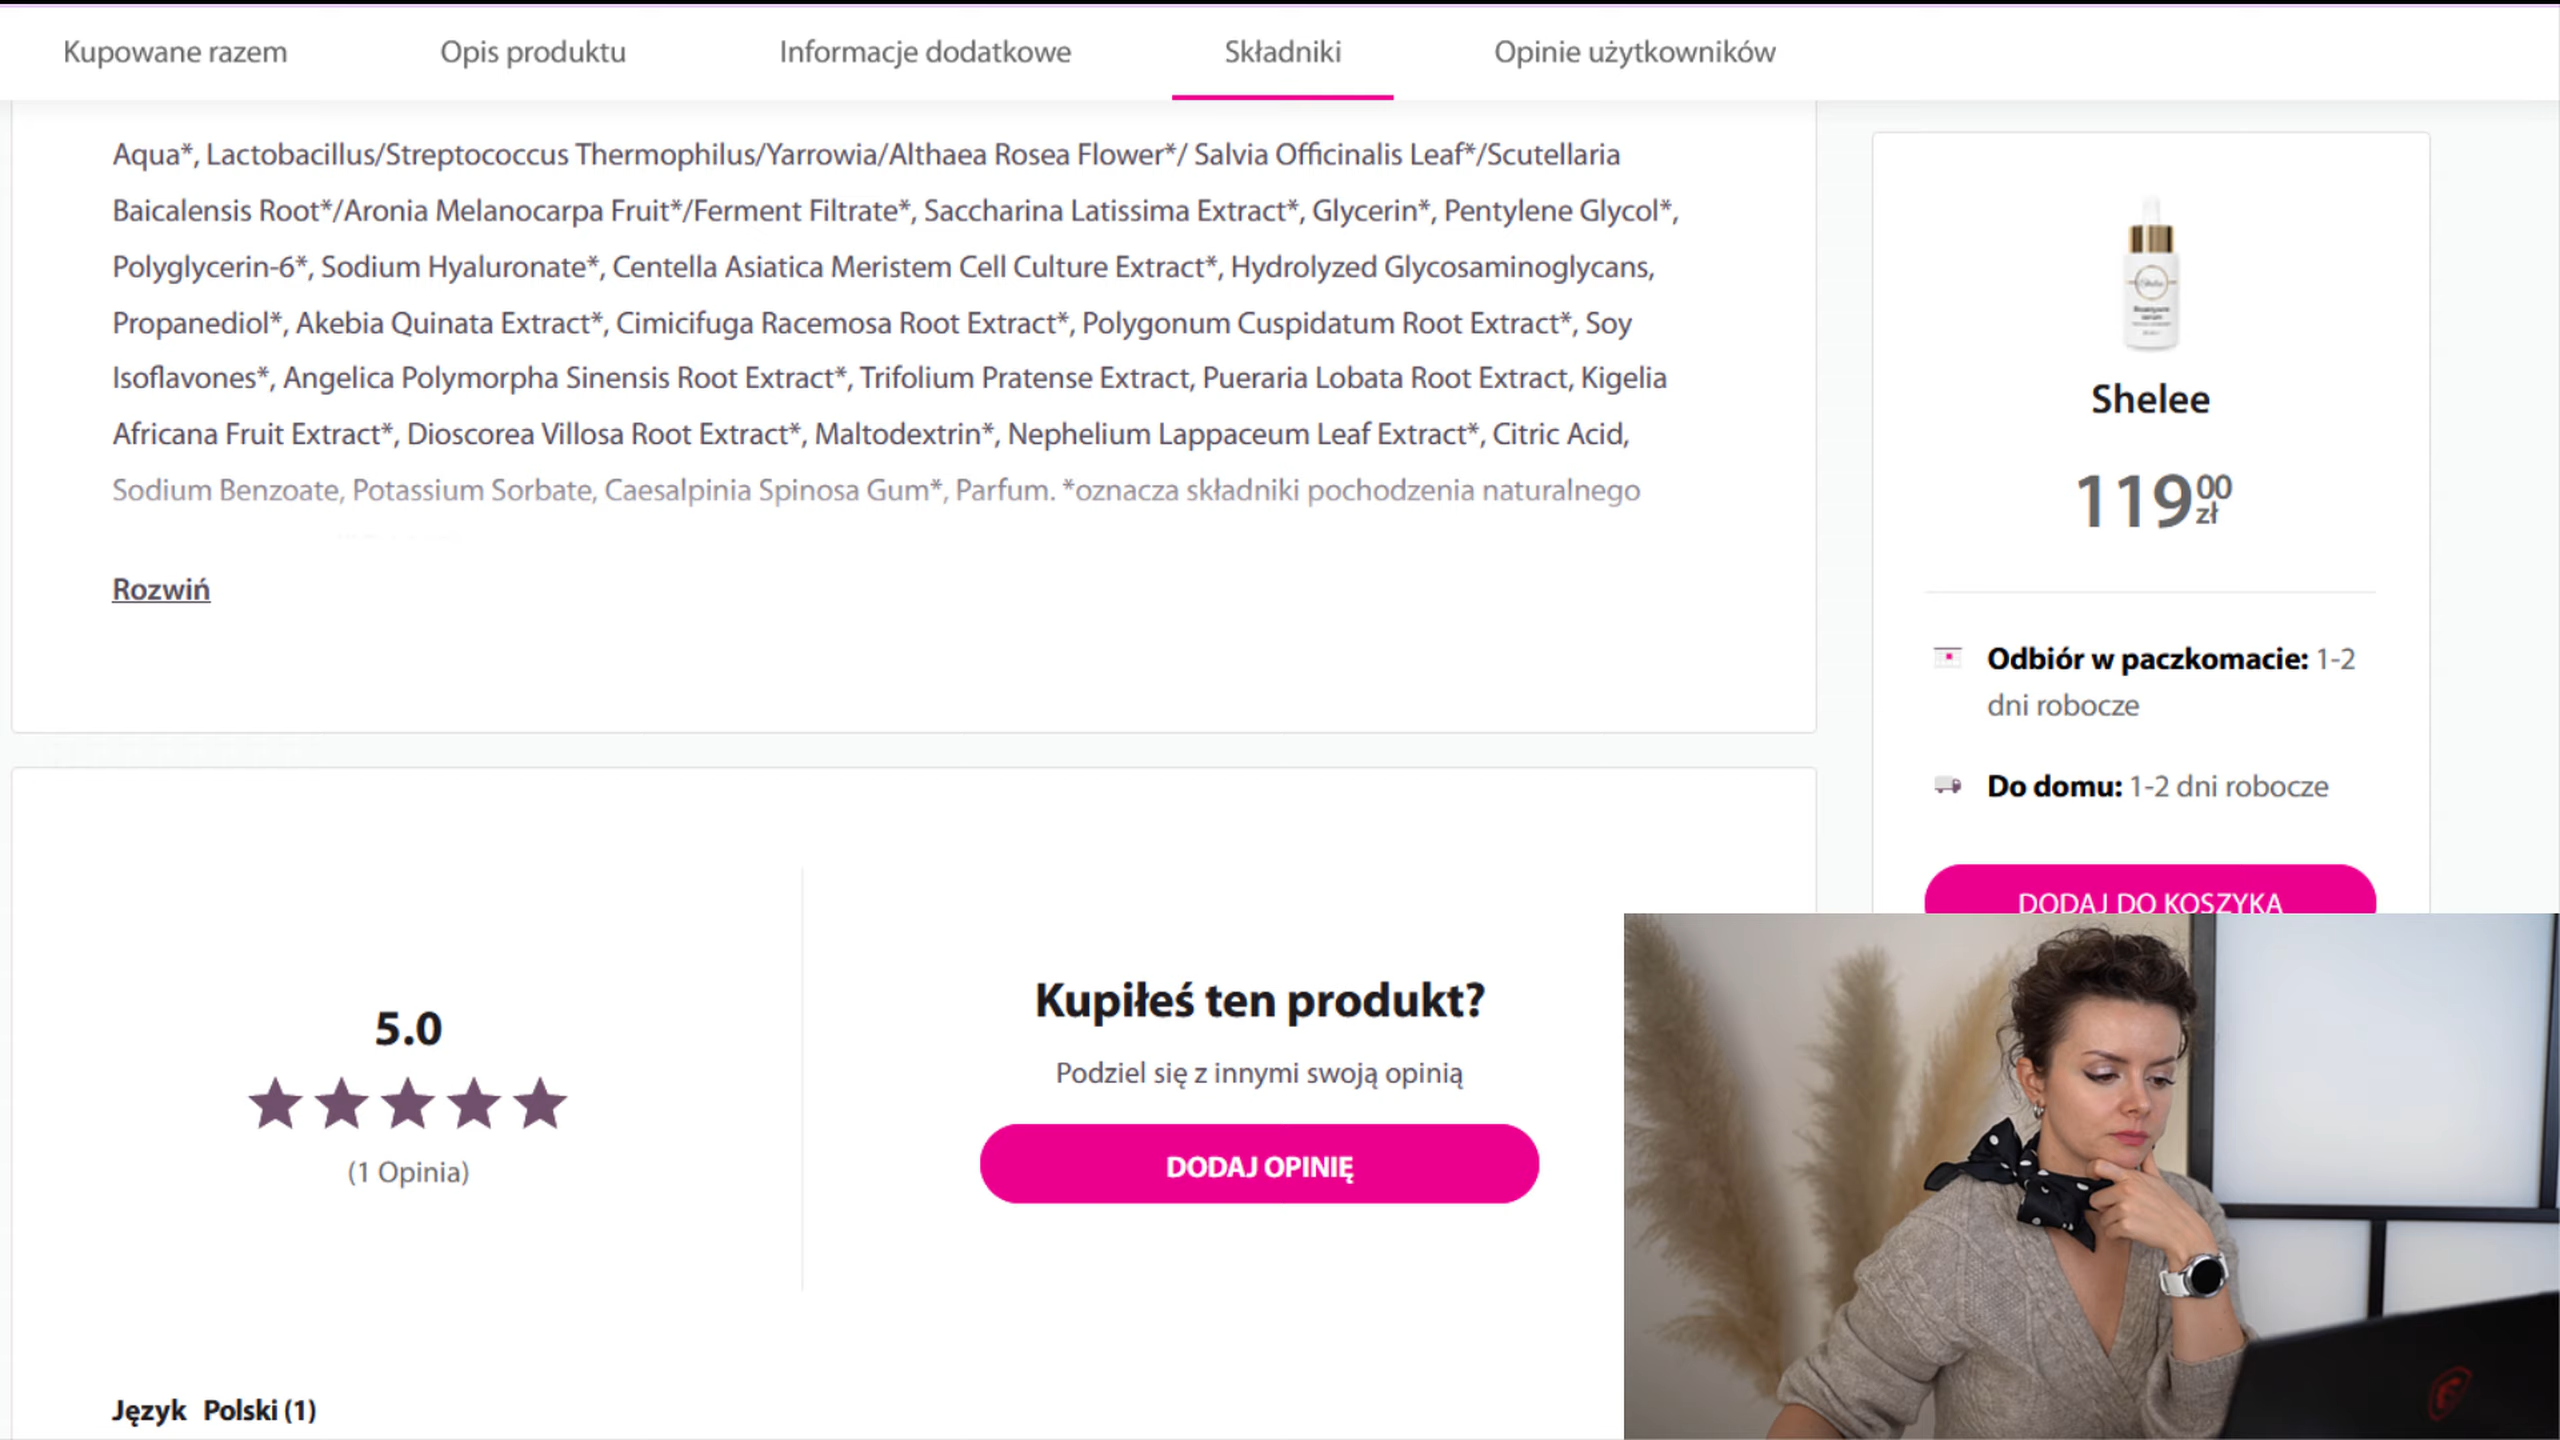 Kupowane razem
Opis produktu
Informacje dodatkowe
Składniki
Opinie użytkowników
Aqua*, Lactobacillus/Streptococcus Thermophilus/Yarrowia/Althaea Rosea Flower*/ Salvia Officinalis Leaf*/Scutellaria
Baicalensis Root*/Aronia Melanocarpa Fruit*/Ferment Filtrate*, Saccharina Latissima Extract*, Glycerin*, Pentylene Glycol*,
Polyglycerin-6*, Sodium Hyaluronate*, Centella Asiatica Meristem Cell Culture Extract*, Hydrolyzed Glycosaminoglycans,
Propanediol*, Akebia Quinata Extract*, Cimicifuga Racemosa Root Extract*, Polygonum Cuspidatum Root Extract*, Soy
Isoflavones*, Angelica Polymorpha Sinensis Root Extract*, Trifolium Pratense Extract, Pueraria Lobata Root Extract, Kigelia
Africana Fruit Extract*, Dioscorea Villosa Root Extract*, Maltodextrin*, Nephelium Lappaceum Leaf Extract*, Citric Acid,
Sodium Benzoate, Potassium Sorbate, Caesalpinia Spinosa Gum*, Parfum. *oznacza składniki pochodzenia naturalnego
Rozwiń
Shelee
119 00 zł
Odbiór w paczkomacie: 1-2
dni robocze
Do domu: 1-2 dni robocze
DODAJ DO KOSZYKA
5.0
(1 Opinia)
Kupiłeś ten produkt?
Podziel się z innymi swoją opinią
DODAJ OPINIĘ
Język Polski (1)